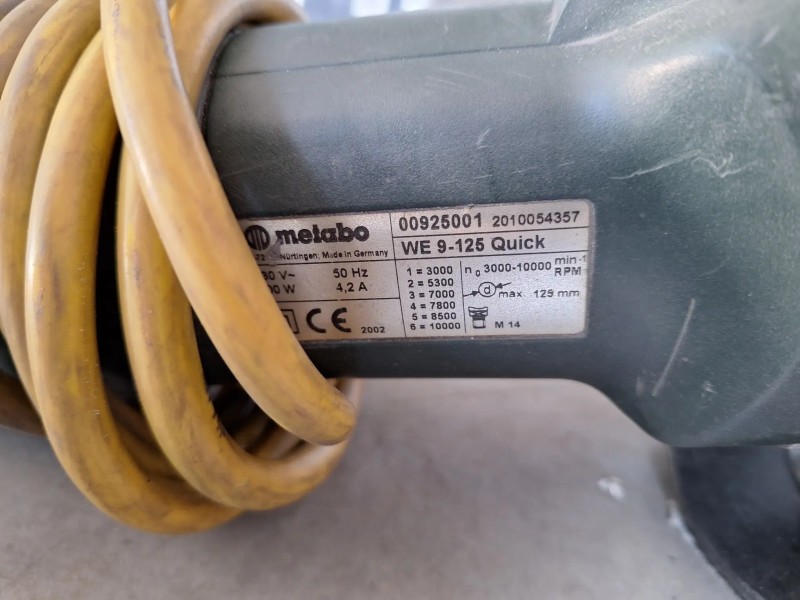 metabo
Nürtingen; Made in Germany
50 Hz
4,2 A
CE
2002
00925001 2010054357
WE 9-125 Quick
1 = 3000
2 = 5300
3 = 7000
4 = 7800
5 = 8500
6 = 10000
n₀ 3000-10000 min-1
RPM
d max. 125 mm
M 14